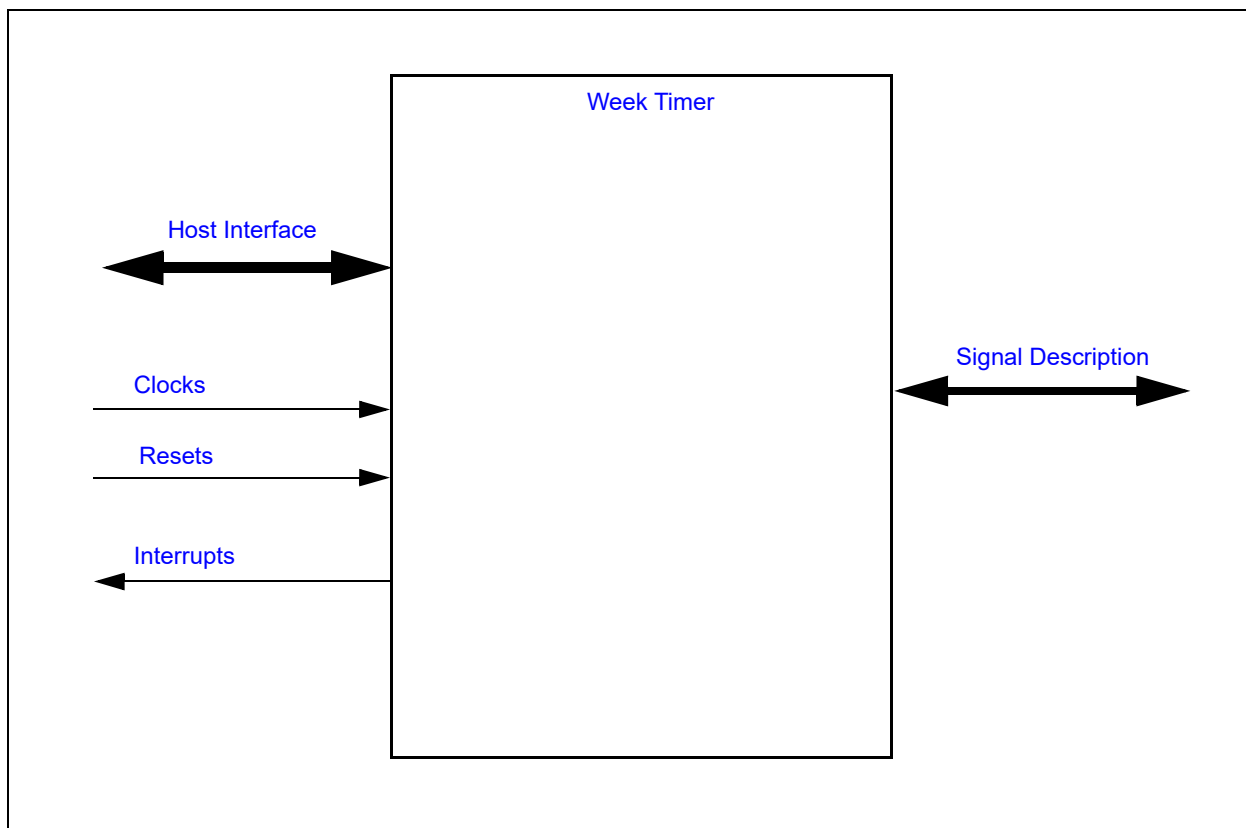 Week Timer
Host Interface
Signal Description
Clocks
Resets
Interrupts